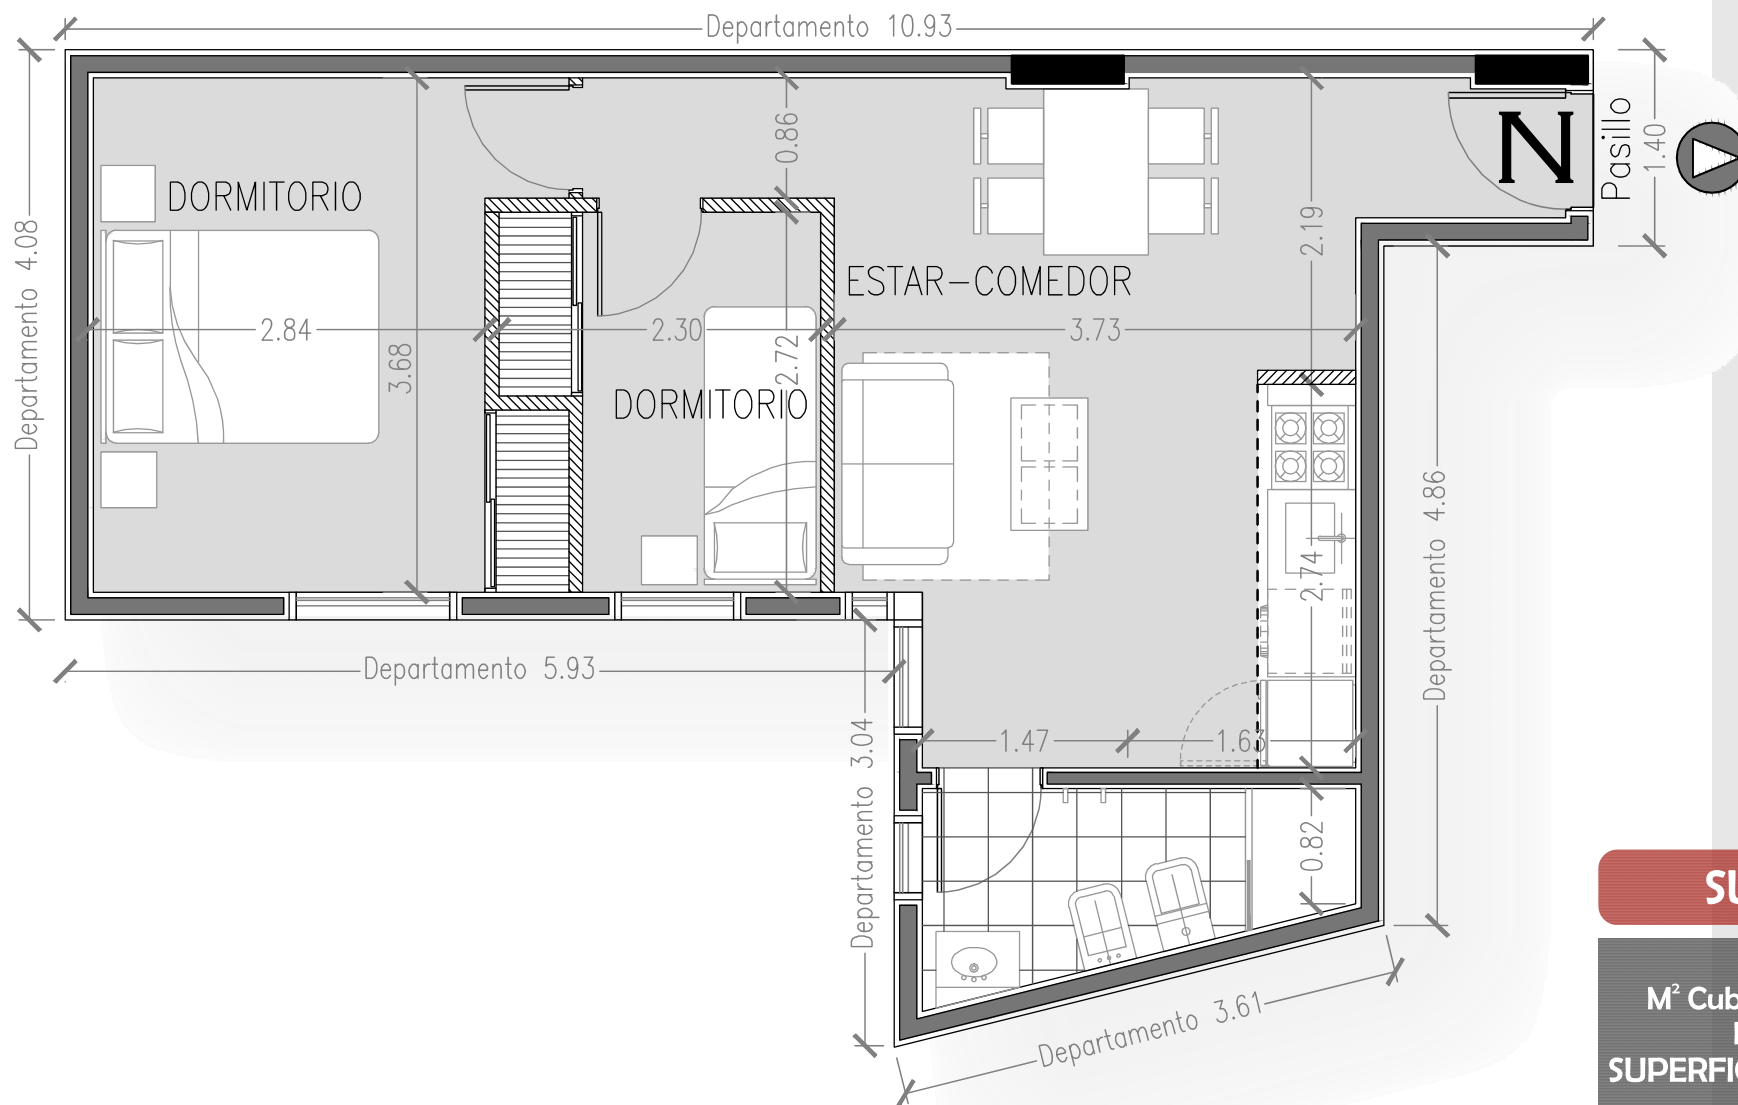 Departamento 10.93
Departamento 4.08
0.86
N
Pasillo
1.40
DORMITORIO
2.19
ESTAR-COMEDOR
2.84
2.30
3.73
3.68
2.72
DORMITORIO
Departamento 4.86
2.74
Departamento 5.93
Departamento 3.04
1.47
1.63
0.82
M² Cub
Departamento 3.61
SUPERFI